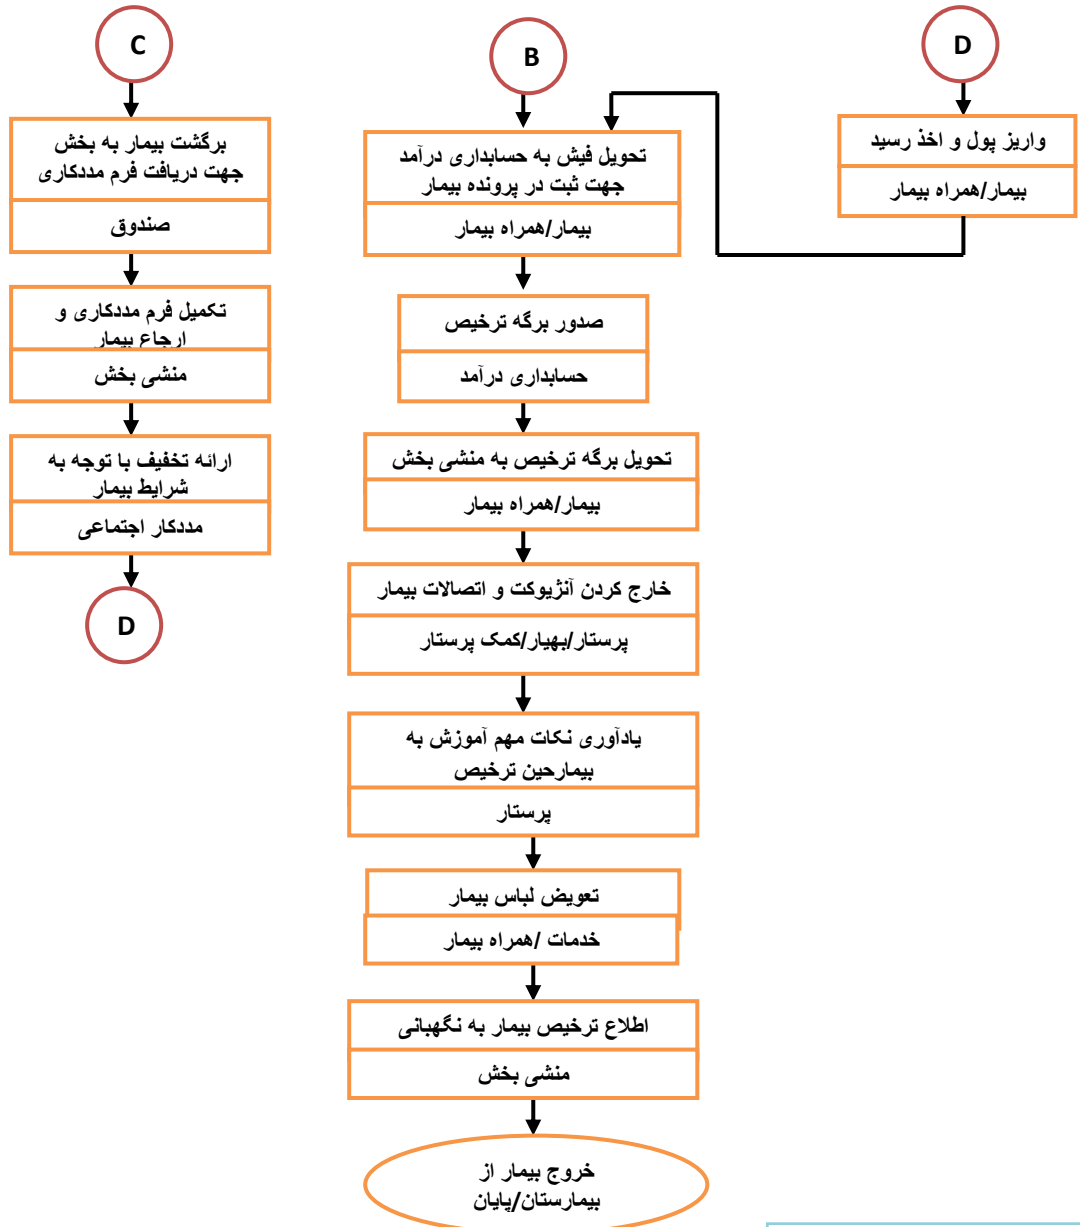 C
برگشت بیمار به بخش
جهت دریافت فرم مددکاری
صندوق
تکمیل فرم مددکاری و
ارجاع بیمار
منشی بخش
ارائه تخفیف با توجه به
شرایط بیمار
مددکار اجتماعی
D
B
تحویل فیش به حسابداری درآمد
جهت ثبت در پرونده بیمار
بیمار/همراه بیمار
صدور برگه ترخیص
حسابداری درآمد
تحویل برگه ترخیص به منشی بخش
بیمار/همراه بیمار
خارج کردن آنژیوکت و اتصالات بیمار
پرستار/بهیار/کمک پرستار
یادآوری نکات مهم آموزش به
بیمارحین ترخیص
پرستار
تعویض لباس بیمار
خدمات /همراه بیمار
اطلاع ترخیص بیمار به نگهبانی
منشی بخش
خروج بیمار از
بیمارستان/پایان
D
واریز پول و اخذ رسید
بیمار/همراه بیمار